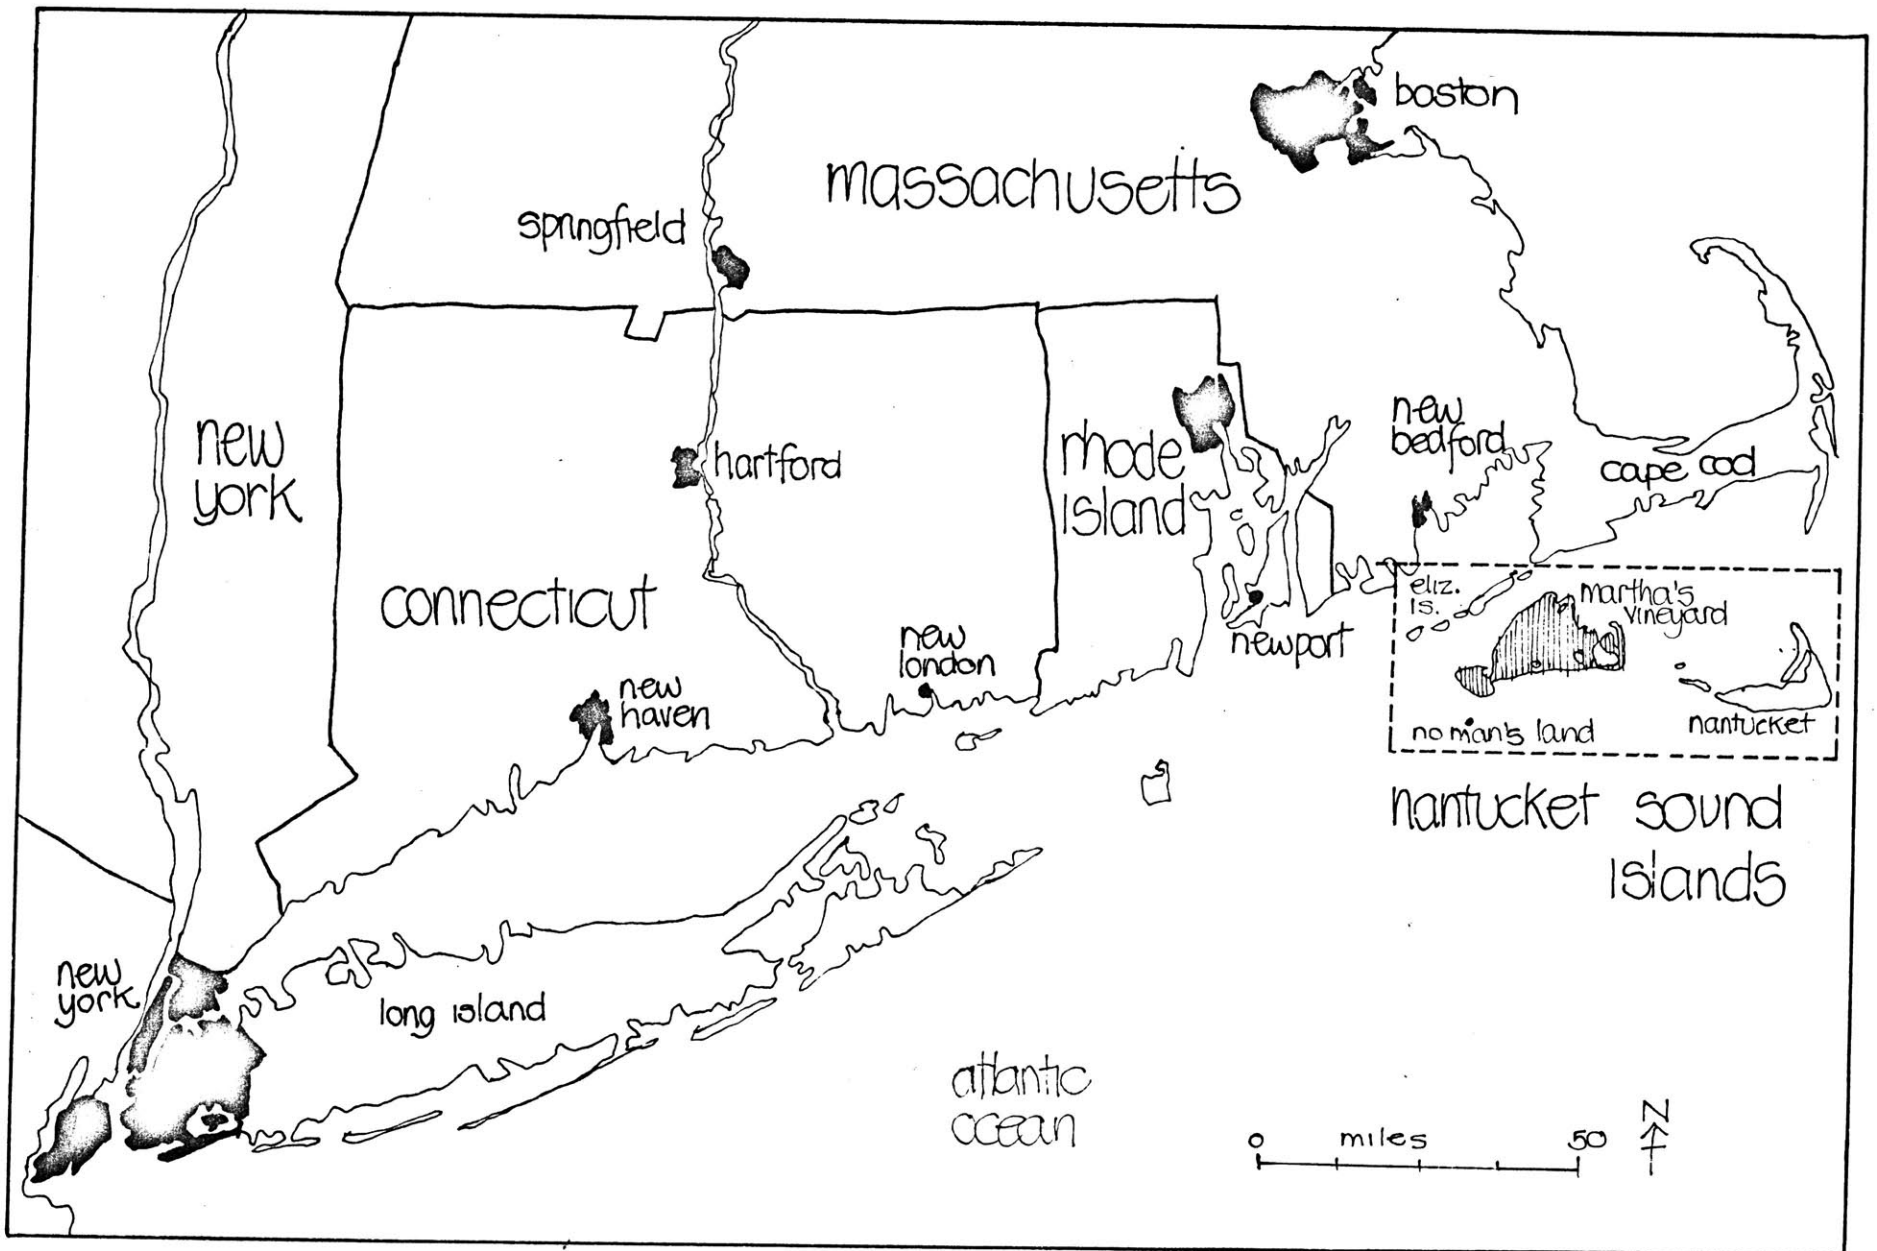 boston
massachusetts
springfield
new
york
hartford
rhode
island
new
bedford
cape cod
connecticut
eliz.
is.
martha's
vineyard
new
london
newport
new
haven
no man's land
nantucket
nantucket sound
islands
new
york
long island
atlantic
ocean
0 miles 50
N